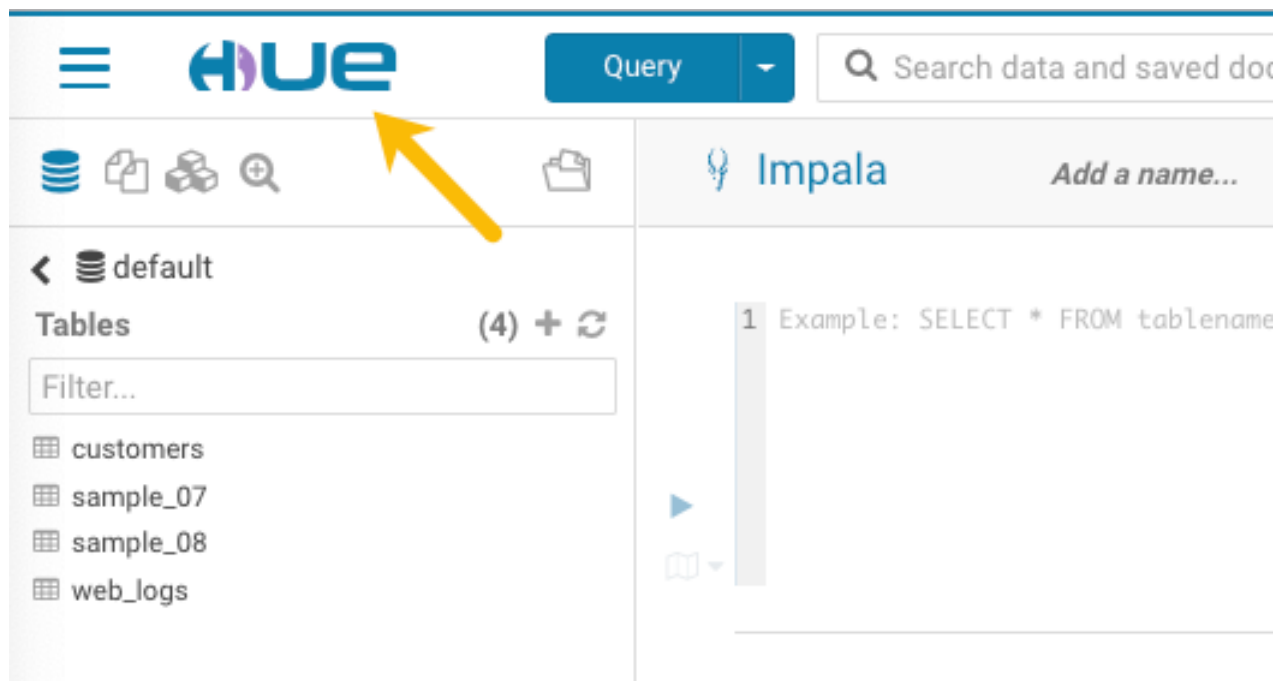 HUE
Query
Search data and saved doc
Impala
Add a name...
default
Tables (4)
Filter...
1 Example: SELECT * FROM tablename
customers
sample_07
sample_08
web_logs